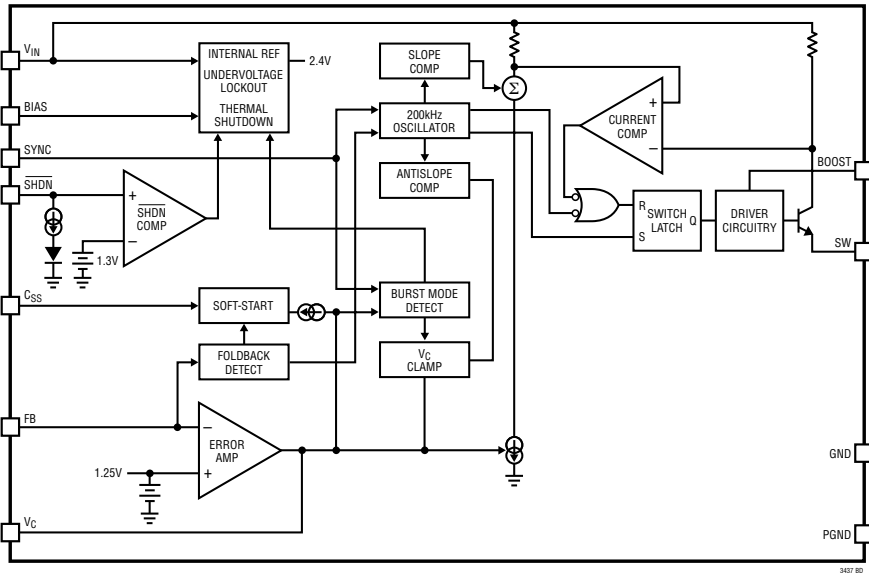 VIN
INTERNAL REF
UNDERVOLTAGE
LOCKOUT
THERMAL
SHUTDOWN
2.4V
SLOPE
COMP
Σ
CURRENT
COMP
+
–
BIAS
200kHz
OSCILLATOR
SYNC
ANTISLOPE
COMP
BOOST
SHDN
+
SHDN
COMP
–
1.3V
R
S
SWITCH
LATCH
Q
DRIVER
CIRCUITRY
SW
CSS
SOFT-START
BURST MODE
DETECT
FOLDBACK
DETECT
VC
CLAMP
FB
–
ERROR
AMP
+
1.25V
GND
VC
PGND
3437 BD